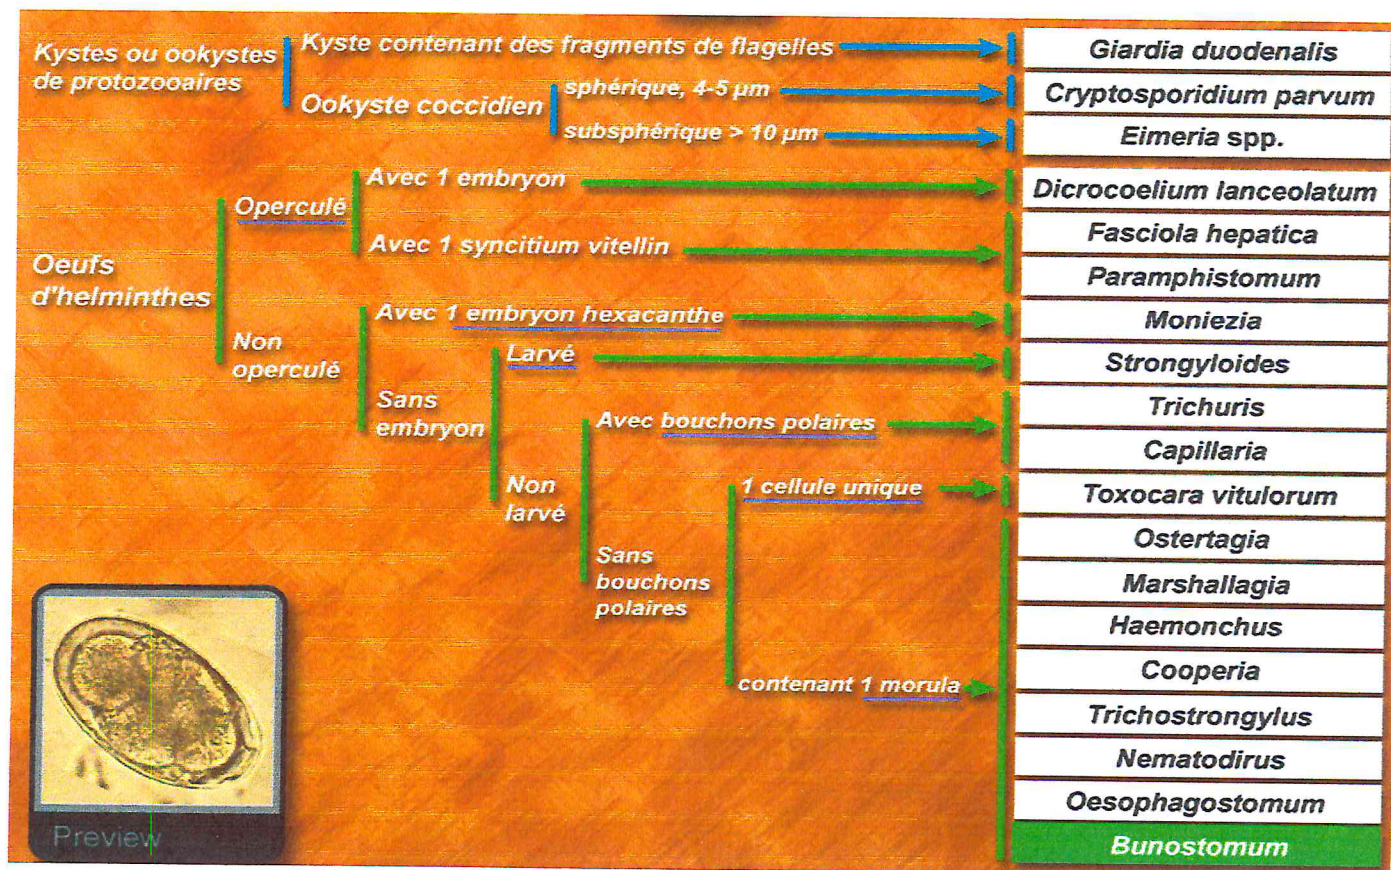 Kystes ou ookystes
de protozooaires
Kyste contenant des fragments de flagelles
Giardia duodenalis
Ookyste coccidien
sphérique, 4-5 µm
Cryptosporidium parvum
subsphérique > 10 µm
Eimeria spp.
Oeufs
d'helminthes
Operculé
Avec 1 embryon
Dicrocoelium lanceolatum
Avec 1 syncitium vitellin
Fasciola hepatica
Paramphistomum
Non
operculé
Avec 1 embryon hexacanthe
Moniezia
Sans
embryon
Larvé
Strongyloides
Non
larvé
Avec bouchons polaires
Trichuris
Capillaria
Sans
bouchons
polaires
1 cellule unique
Toxocara vitulorum
contenant 1 morula
Ostertagia
Marshallagia
Haemonchus
Cooperia
Trichostrongylus
Nematodirus
Oesophagostomum
Bunostomum
Preview